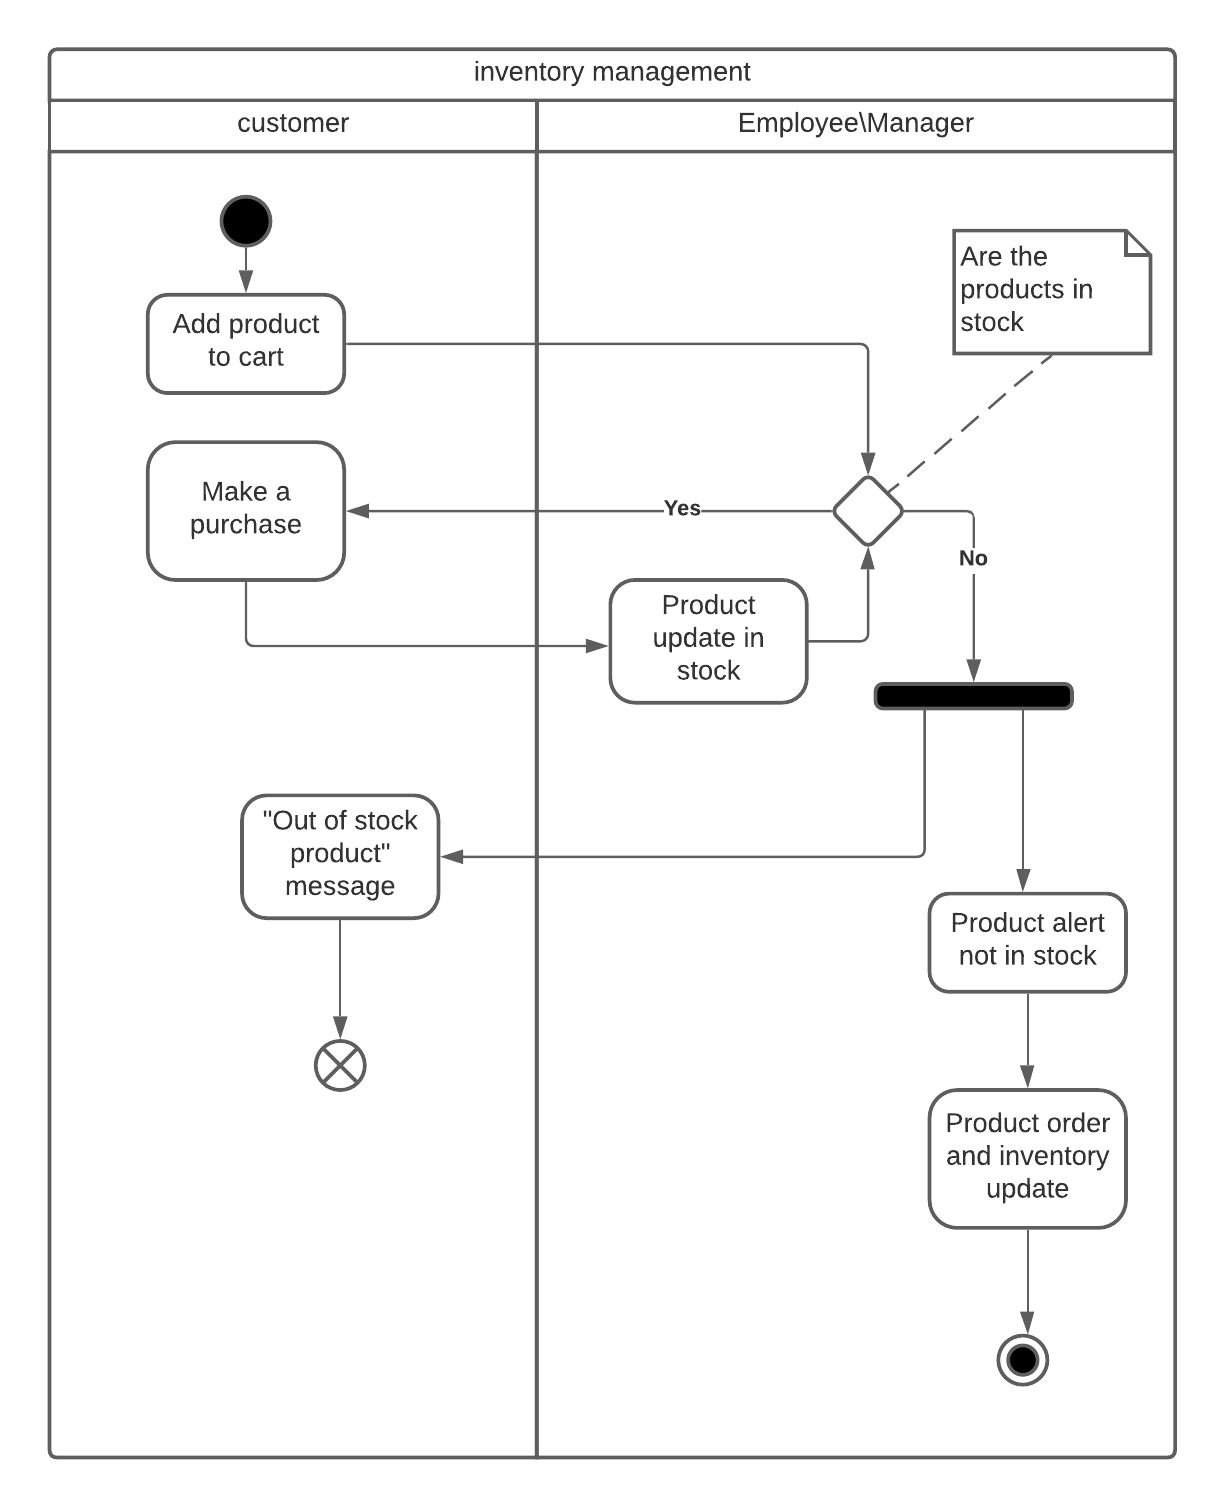 inventory management
customer
Employee\Manager
Are the
products in
stock
Add product
to cart
Make a
purchase
Yes
No
Product
update in
stock
"Out of stock
product"
message
Product alert
not in stock
Product order
and inventory
update